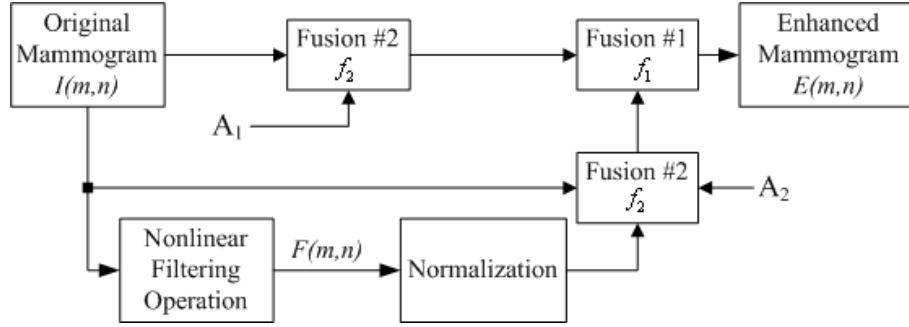 Original
Mammogram
I(m,n)
Fusion #2
f₂
Fusion #1
f₁
Enhanced
Mammogram
E(m,n)
A₁
Fusion #2
f₂
A₂
Nonlinear
Filtering
Operation
F(m,n)
Normalization